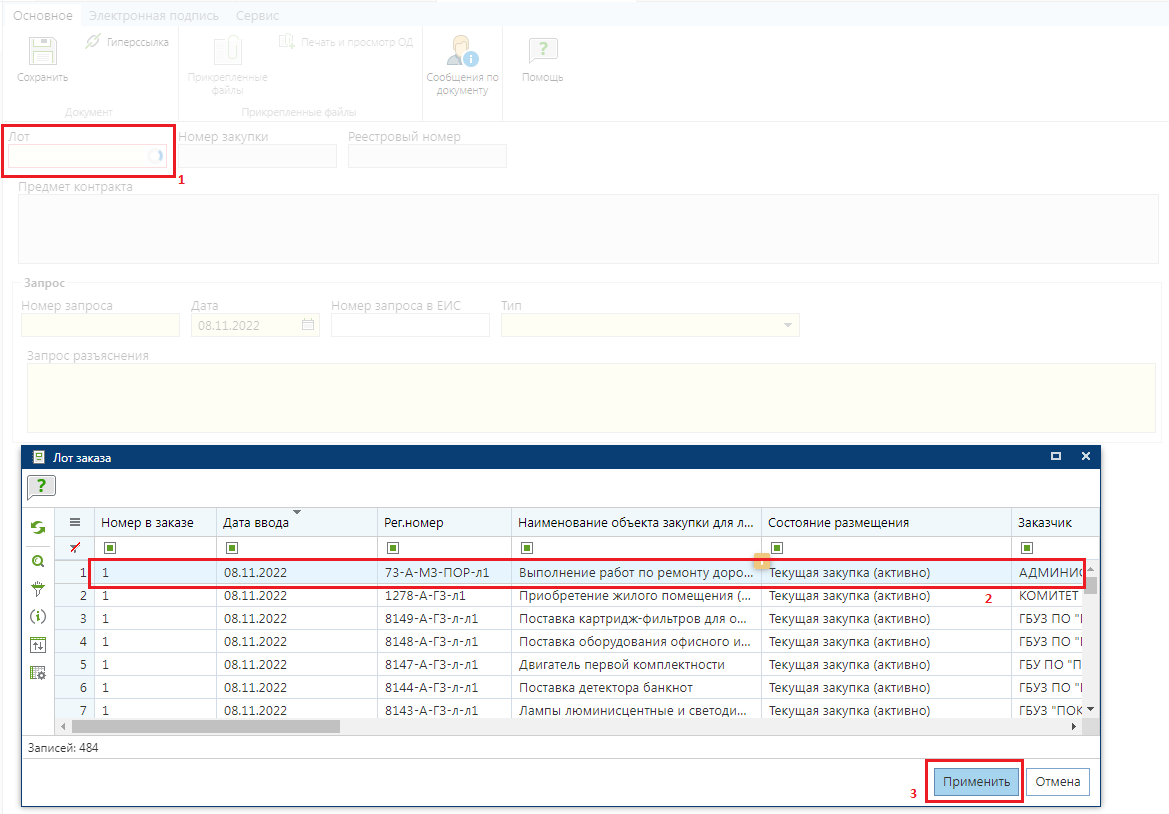 Основное Электронная подпись Сервис
Гиперссылка
Печать и просмотр ОД
Сохранить
Прикрепленные файлы
Сообщения по документу
Помощь
Документ
Прикрепленные файлы
Лот Номер закупки Реестровый номер
1
Предмет контракта
Запрос
Номер запроса Дата Номер запроса в ЕИС Тип
08.11.2022
Запрос разъяснения
Лот заказа
?
Номер в заказе Дата ввода Рег.номер Наименование объекта закупки для л... Состояние размещения Заказчик
1 1 08.11.2022 73-А-МЗ-ПОР-л1 Выполнение работ по ремонту доро... Текущая закупка (активно) АДМИНИС
2 1 08.11.2022 1278-А-ГЗ-л1 Приобретение жилого помещения (... Текущая закупка (активно) КОМИТЕТ
2
3 1 08.11.2022 8149-А-ГЗ-л-л1 Поставка картридж-фильтров для о... Текущая закупка (активно) ГБУЗ ПО "
4 1 08.11.2022 8148-А-ГЗ-л-л1 Поставка оборудования офисного и... Текущая закупка (активно) ГБУЗ ПО "
5 1 08.11.2022 8147-А-ГЗ-л-л1 Двигатель первой комплектности Текущая закупка (активно) ГБУ ПО "П
6 1 08.11.2022 8144-А-ГЗ-л-л1 Поставка детектора банкнот Текущая закупка (активно) ГБУЗ ПО "
7 1 08.11.2022 8143-А-ГЗ-л-л1 Лампы люминисцентные и светоди... Текущая закупка (активно) ГБУЗ "ПОК
Записей: 484
3 Применить Отмена